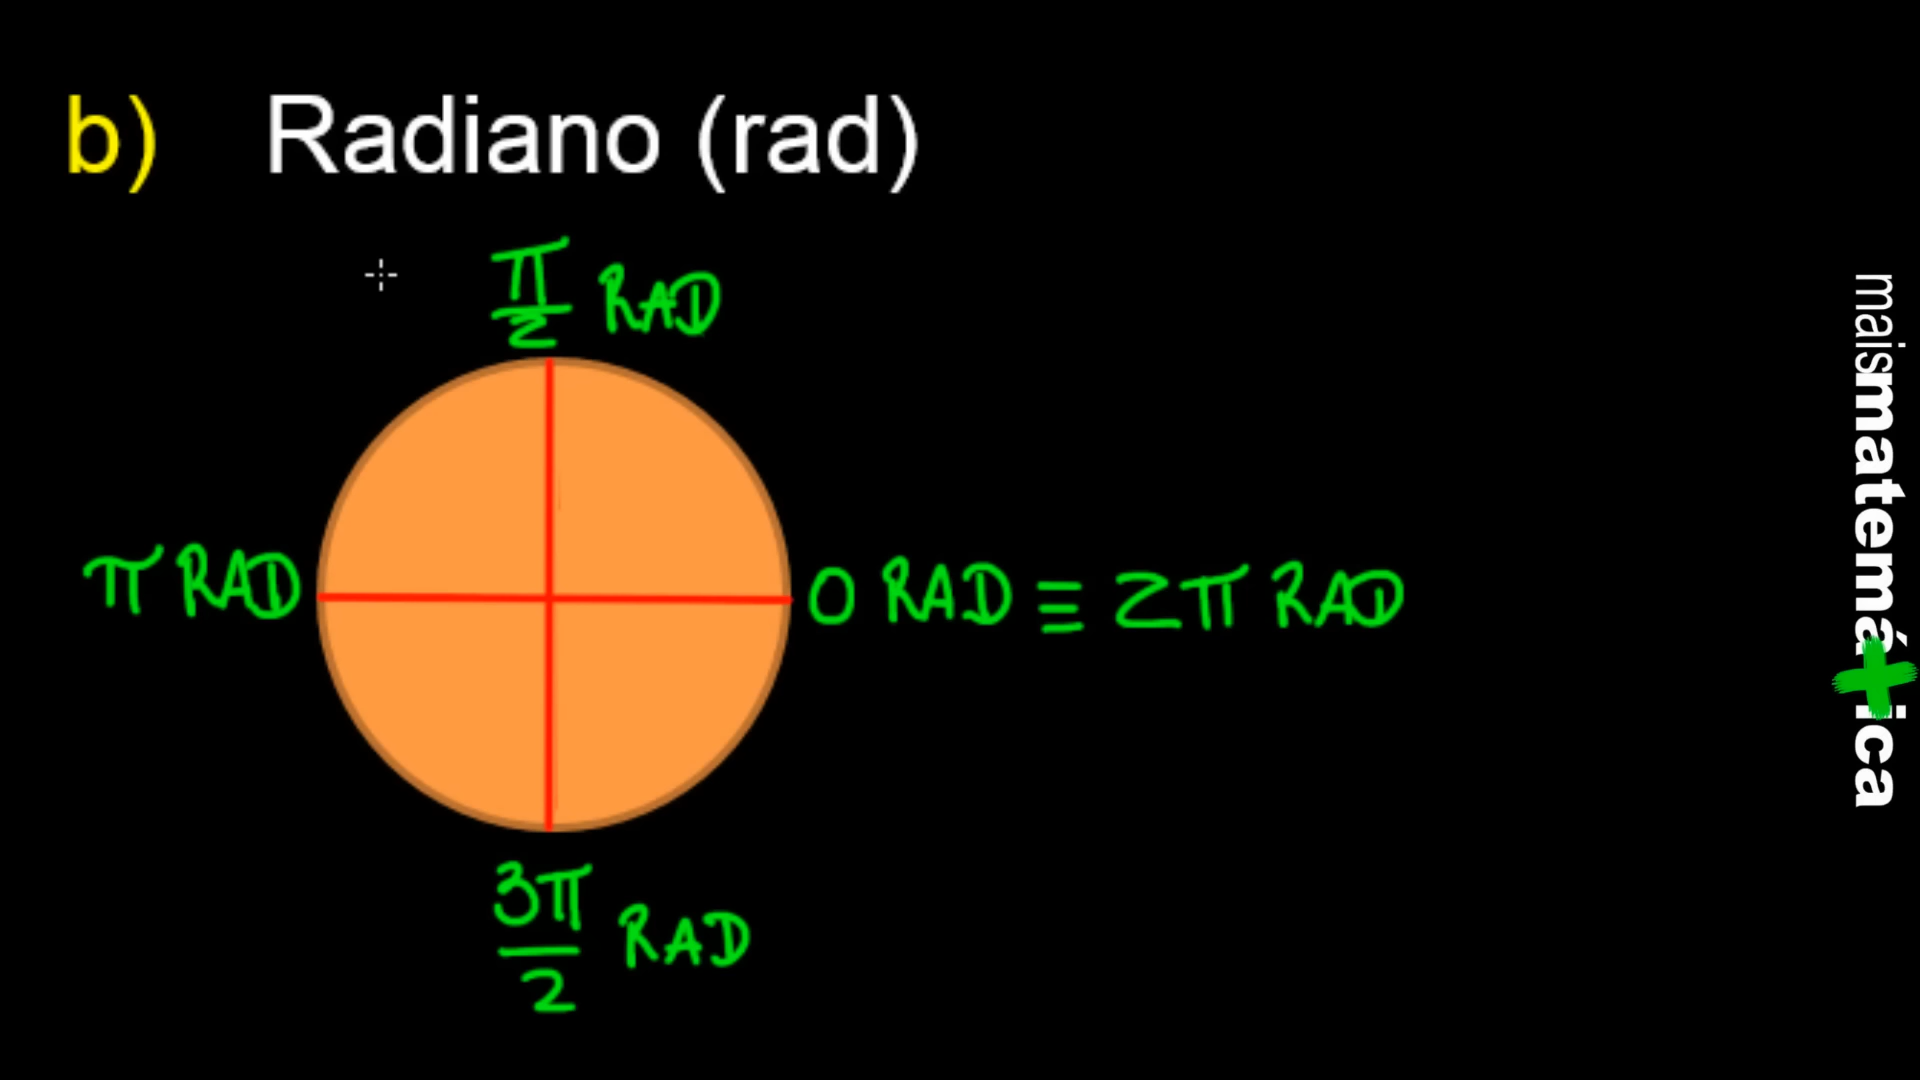 b) Radiano (rad)
π/2 RAD
π RAD
0 RAD ≡ 2π RAD
3π/2 RAD
maismatemática